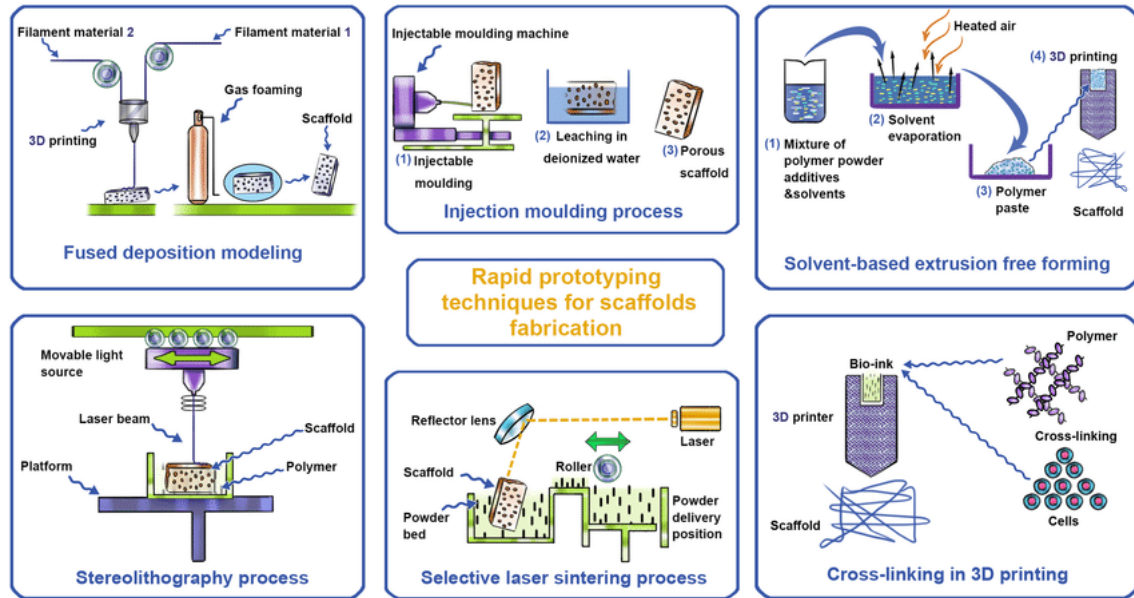 Filament material 2
Filament material 1
Gas foaming
3D printing
Scaffold
Fused deposition modeling
Injectable moulding machine
(1) Injectable
moulding
(2) Leaching in
deionized water
(3) Porous
scaffold
Injection moulding process
Heated air
(4) 3D printing
(1) Mixture of
polymer powder
additives
&solvents
(2) Solvent
evaporation
(3) Polymer
paste
Scaffold
Solvent-based extrusion free forming
Rapid prototyping
techniques for scaffolds
fabrication
Movable light
source
Laser beam
Scaffold
Platform
Polymer
Stereolithography process
Reflector lens
Laser
Scaffold
Roller
Powder
bed
Powder
delivery
position
Selective laser sintering process
Polymer
Bio-ink
3D printer
Cross-linking
Scaffold
Cells
Cross-linking in 3D printing